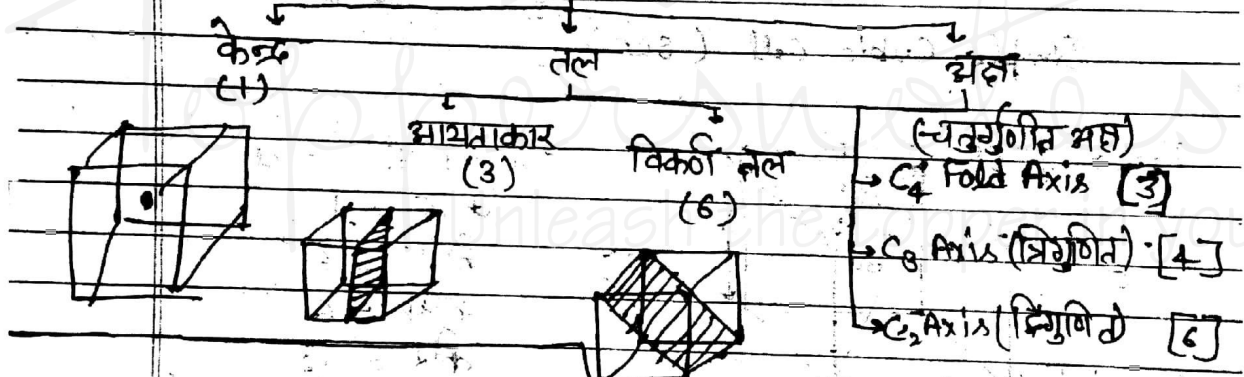 केन्द्र
(1)
तल
अक्ष
आयताकार
(3)
विकर्ण तल
(6)
(चतुर्गुणित अक्ष)
→ C4 Fold Axis [3]
→ C3 Axis (त्रिगुणित) [4]
→ C2 Axis (द्विगुणित) [6]